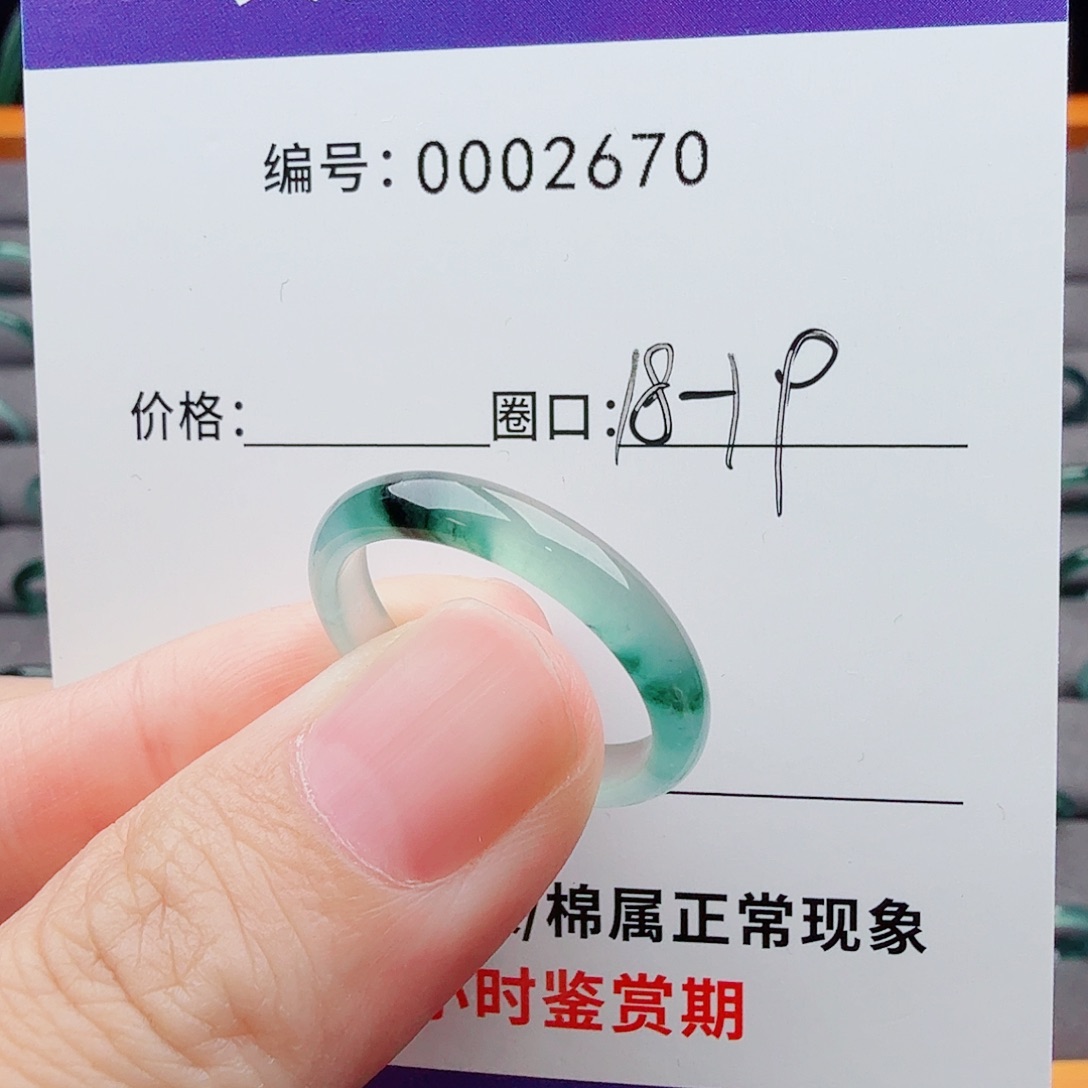 编号：0002670
价格： 圈口：18-19
/棉属正常现象
小时鉴赏期